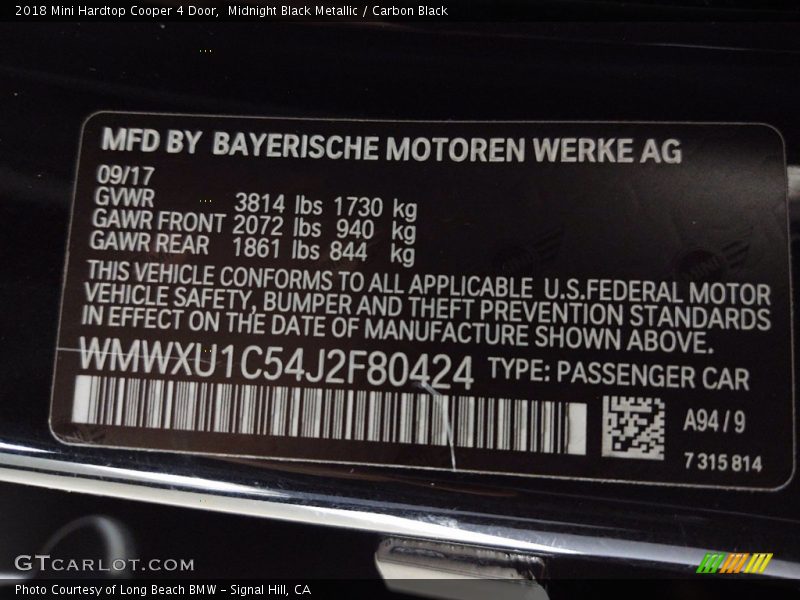 2018 Mini Hardtop Cooper 4 Door,  Midnight Black Metallic / Carbon Black
MFD BY BAYERISCHE MOTOREN WERKE AG
09/17
GVWR 3814 lbs 1730 kg
GAWR FRONT 2072 lbs 940 kg
GAWR REAR 1861 lbs 844 kg
THIS VEHICLE CONFORMS TO ALL APPLICABLE U.S.FEDERAL MOTOR
VEHICLE SAFETY, BUMPER AND THEFT PREVENTION STANDARDS
IN EFFECT ON THE DATE OF MANUFACTURE SHOWN ABOVE.
WMWXU1C54J2F80424 TYPE: PASSENGER CAR
A94/9
7 315 814
GTCARLOT.COM
Photo Courtesy of Long Beach BMW - Signal Hill, CA